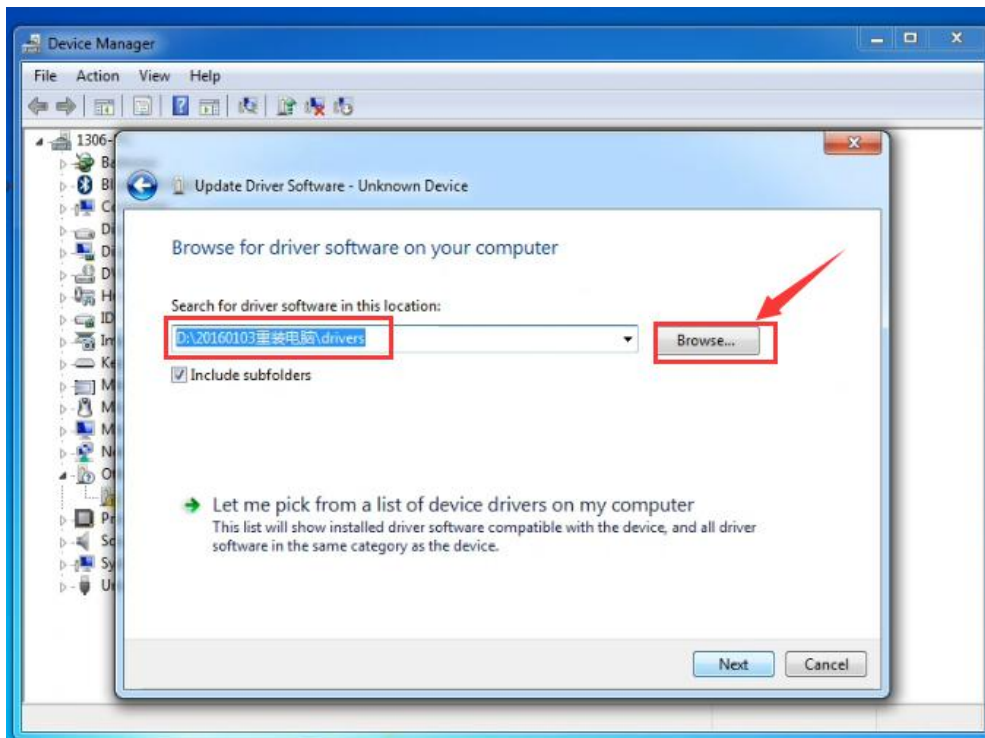 Device Manager
File Action View Help
1306-
Update Driver Software - Unknown Device
Browse for driver software on your computer
Search for driver software in this location:
D:\20160103重装电脑\drivers
Browse...
Include subfolders
Let me pick from a list of device drivers on my computer
This list will show installed driver software compatible with the device, and all driver
software in the same category as the device.
Next Cancel